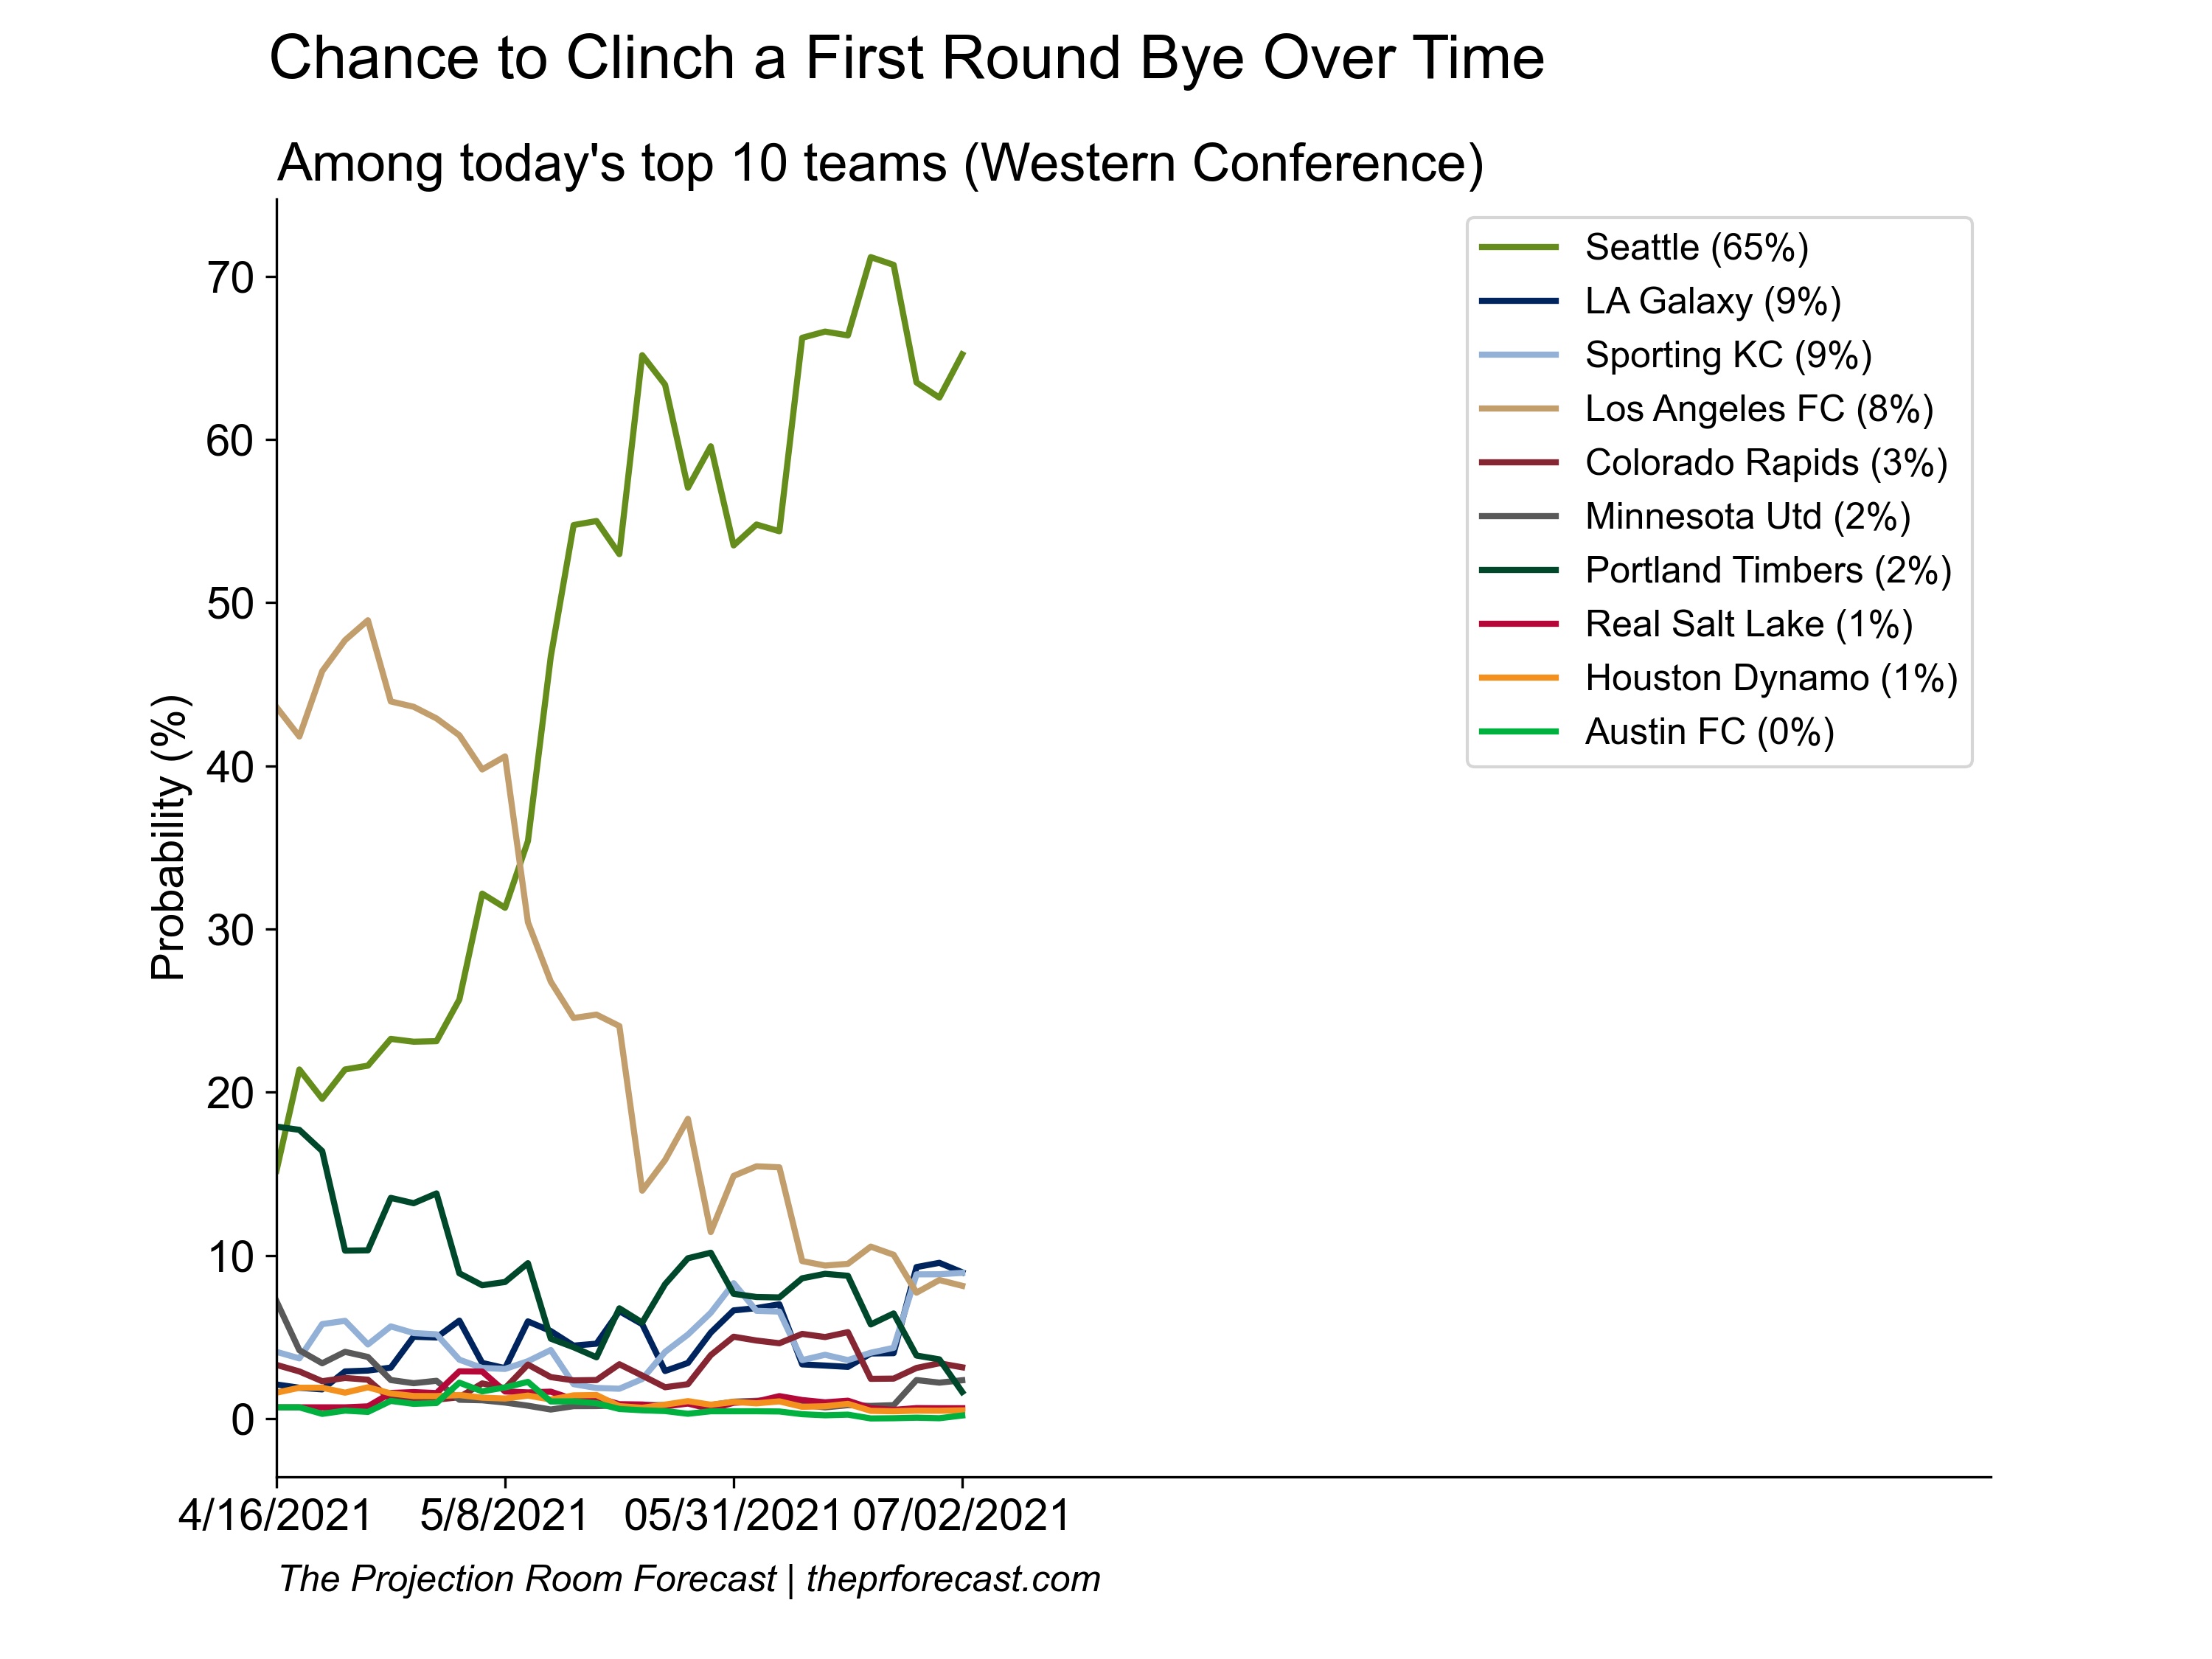 Chance to Clinch a First Round Bye Over Time
Among today's top 10 teams (Western Conference)
Seattle (65%)
LA Galaxy (9%)
Sporting KC (9%)
Los Angeles FC (8%)
Colorado Rapids (3%)
Minnesota Utd (2%)
Portland Timbers (2%)
Real Salt Lake (1%)
Houston Dynamo (1%)
Austin FC (0%)
Probability (%)
70
60
50
40
30
20
10
0
4/16/2021 5/8/2021 05/31/2021 07/02/2021
The Projection Room Forecast | theprforecast.com